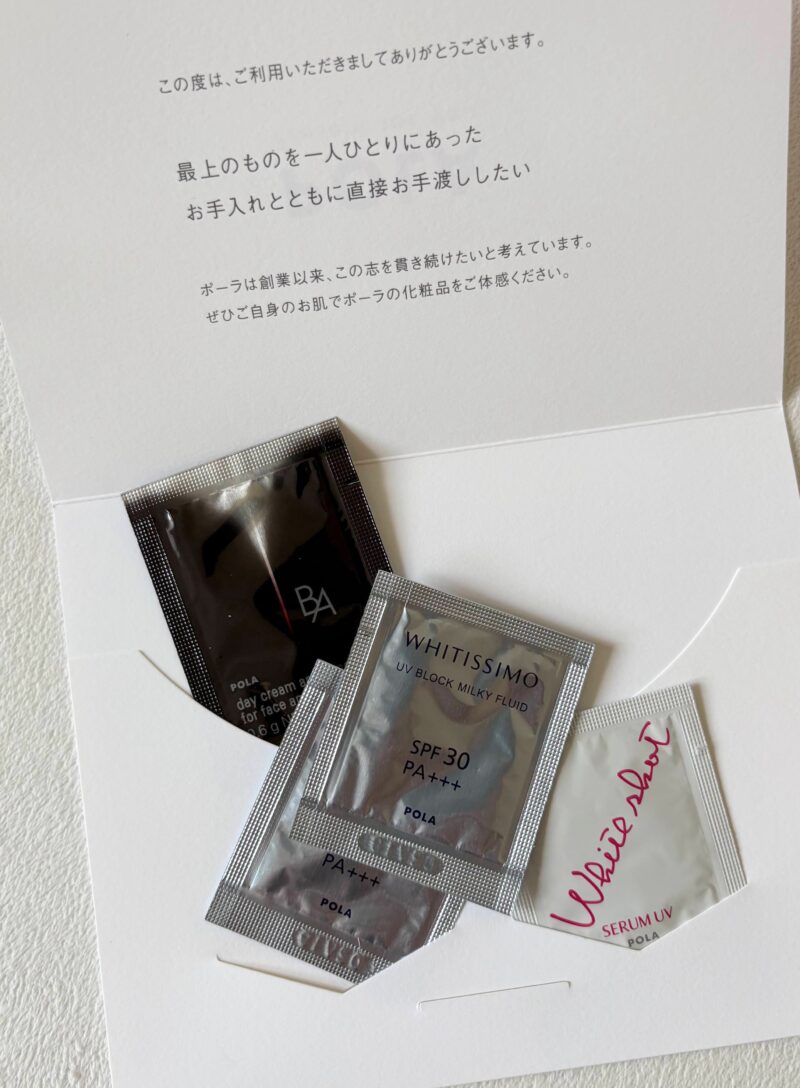 この度は、ご利用いただきましてありがとうございます。
最上のものを一人ひとりにあった
お手入れとともに直接お手渡ししたい
ポーラは創業以来、この志を貫き続けたいと考えています。
ぜひご自身のお肌でポーラの化粧品をご体感ください。
BA
POLA
day cream
for face
0.6 g
WHITISSIMO
UV BLOCK MILKY FLUID
SPF 30
PA+++
POLA
PA+++
POLA
White shot
SERUM UV
POLA